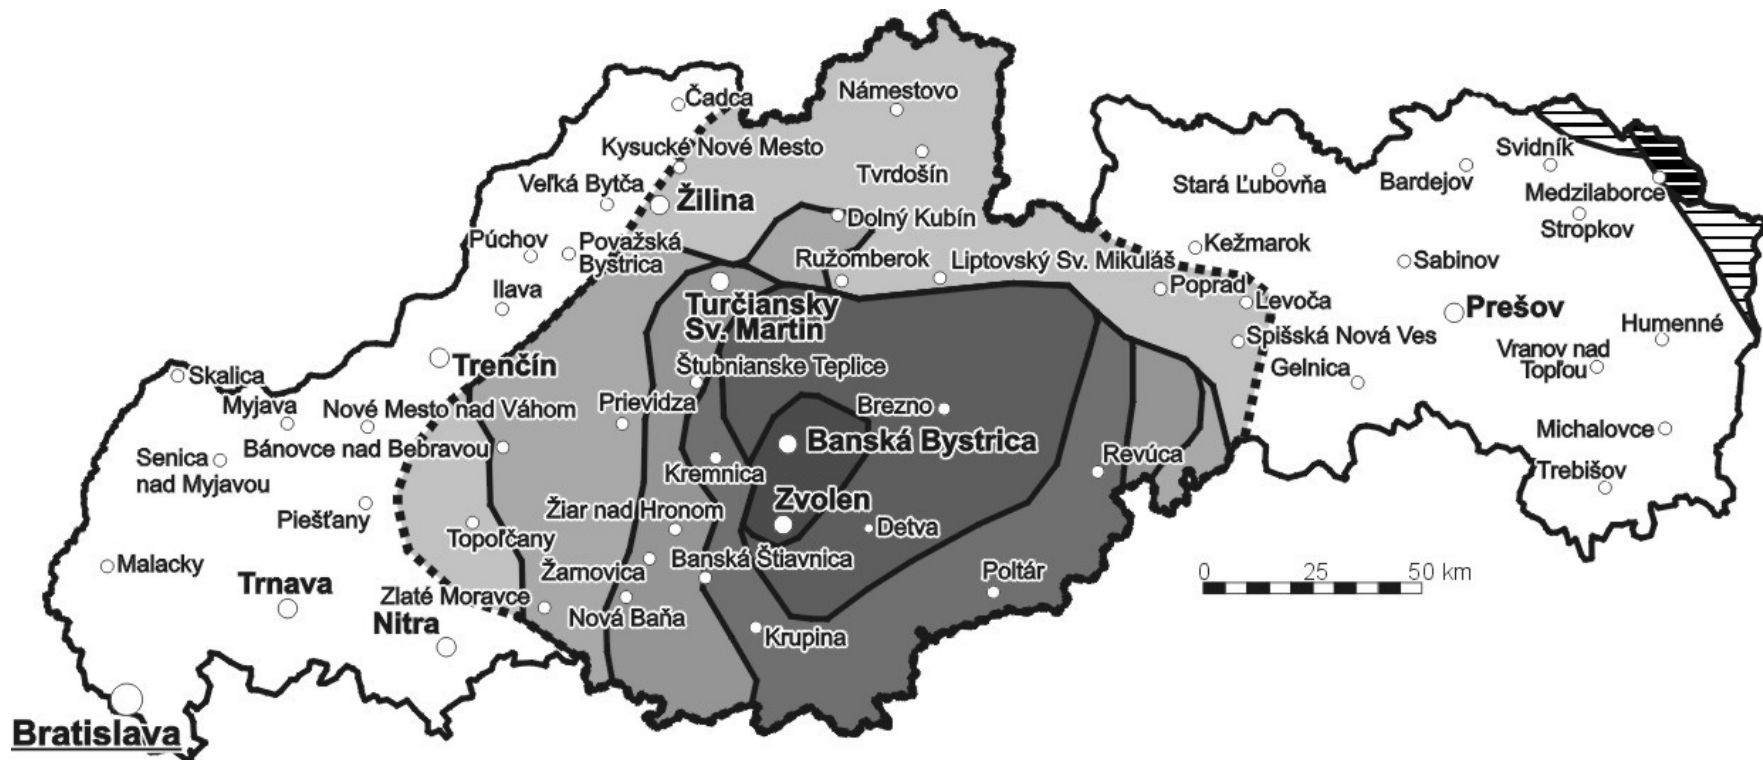 Námestovo
Čadca
Kysucké Nové Mesto
Tvrdošín
Svidník
Stará Ľubovňa
Bardejov
Medzilaborce
Veľká Bytča
Žilina
Dolný Kubín
Stropkov
Púchov
Považská
Bystrica
Ružomberok
Liptovský Sv. Mikuláš
Kežmarok
Sabinov
Ilava
Turčiansky
Sv. Martin
Poprad
Levoča
Prešov
Humenné
Spišská Nová Ves
Vranov nad
Topľou
Gelnica
Trenčín
Štubnianske Teplice
Skalica
Myjava
Nové Mesto nad Váhom
Prievidza
Brezno
Banská Bystrica
Michalovce
Bánovce nad Bebravou
Senica
nad Myjavou
Kremnica
Revúca
Trebišov
Zvolen
Piešťany
Žiar nad Hronom
Detva
Topoľčany
Malacky
Žarnovica
Banská Štiavnica
Poltár
0 25 50 km
Trnava
Zlaté Moravce
Nitra
Nová Baňa
Krupina
Bratislava